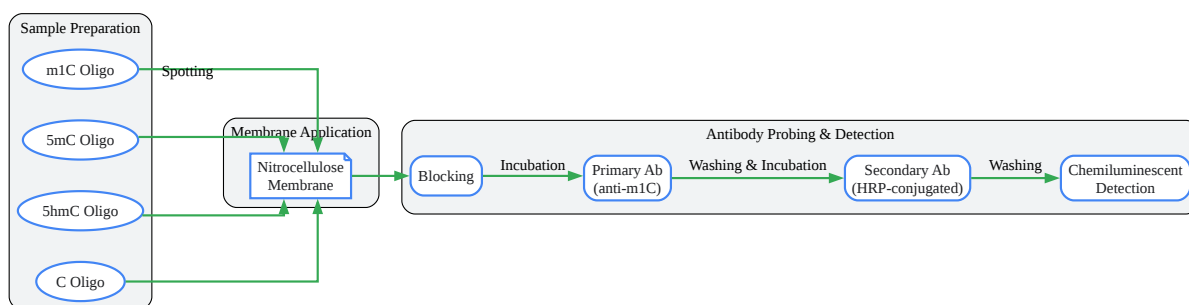 Sample Preparation
m1C Oligo
Spotting
5mC Oligo
5hmC Oligo
C Oligo
Membrane Application
Nitrocellulose
Membrane
Antibody Probing & Detection
Blocking
Incubation
Primary Ab
(anti-m1C)
Washing & Incubation
Secondary Ab
(HRP-conjugated)
Washing
Chemiluminescent
Detection